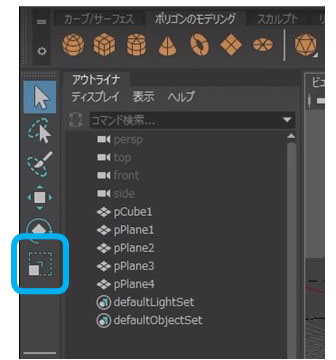 カーブ/サーフェス ポリゴンのモデリング スカルプト
アウトライナ
ディスプレイ 表示 ヘルプ
コマンド検索...
persp
top
front
side
pCube1
pPlane1
pPlane2
pPlane3
pPlane4
defaultLightSet
defaultObjectSet